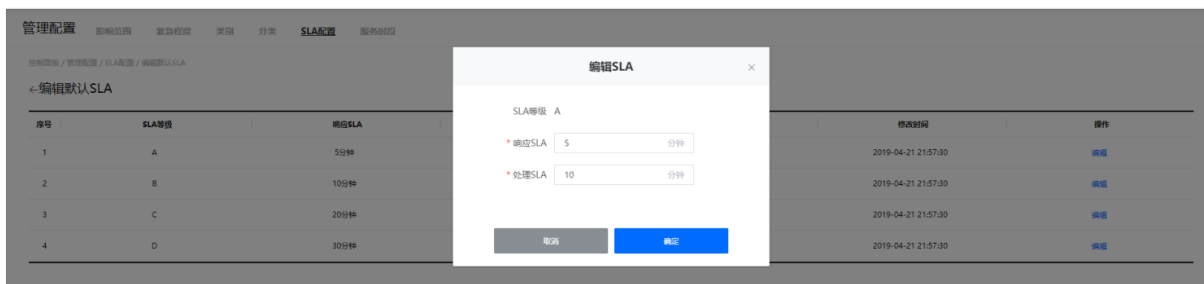 管理配置 影响范围 紧急程度 类别 分类 SLA配置 服务时段
控制面板 / 管理配置 / SLA配置 / 编辑默认SLA
←编辑默认SLA
编辑SLA ×
SLA等级 A
* 响应SLA 5 分钟
* 处理SLA 10 分钟
取消 确定
序号 SLA等级 响应SLA 修改时间 操作
1 A 5分钟 2019-04-21 21:57:30 编辑
2 B 10分钟 2019-04-21 21:57:30 编辑
3 C 20分钟 2019-04-21 21:57:30 编辑
4 D 30分钟 2019-04-21 21:57:30 编辑